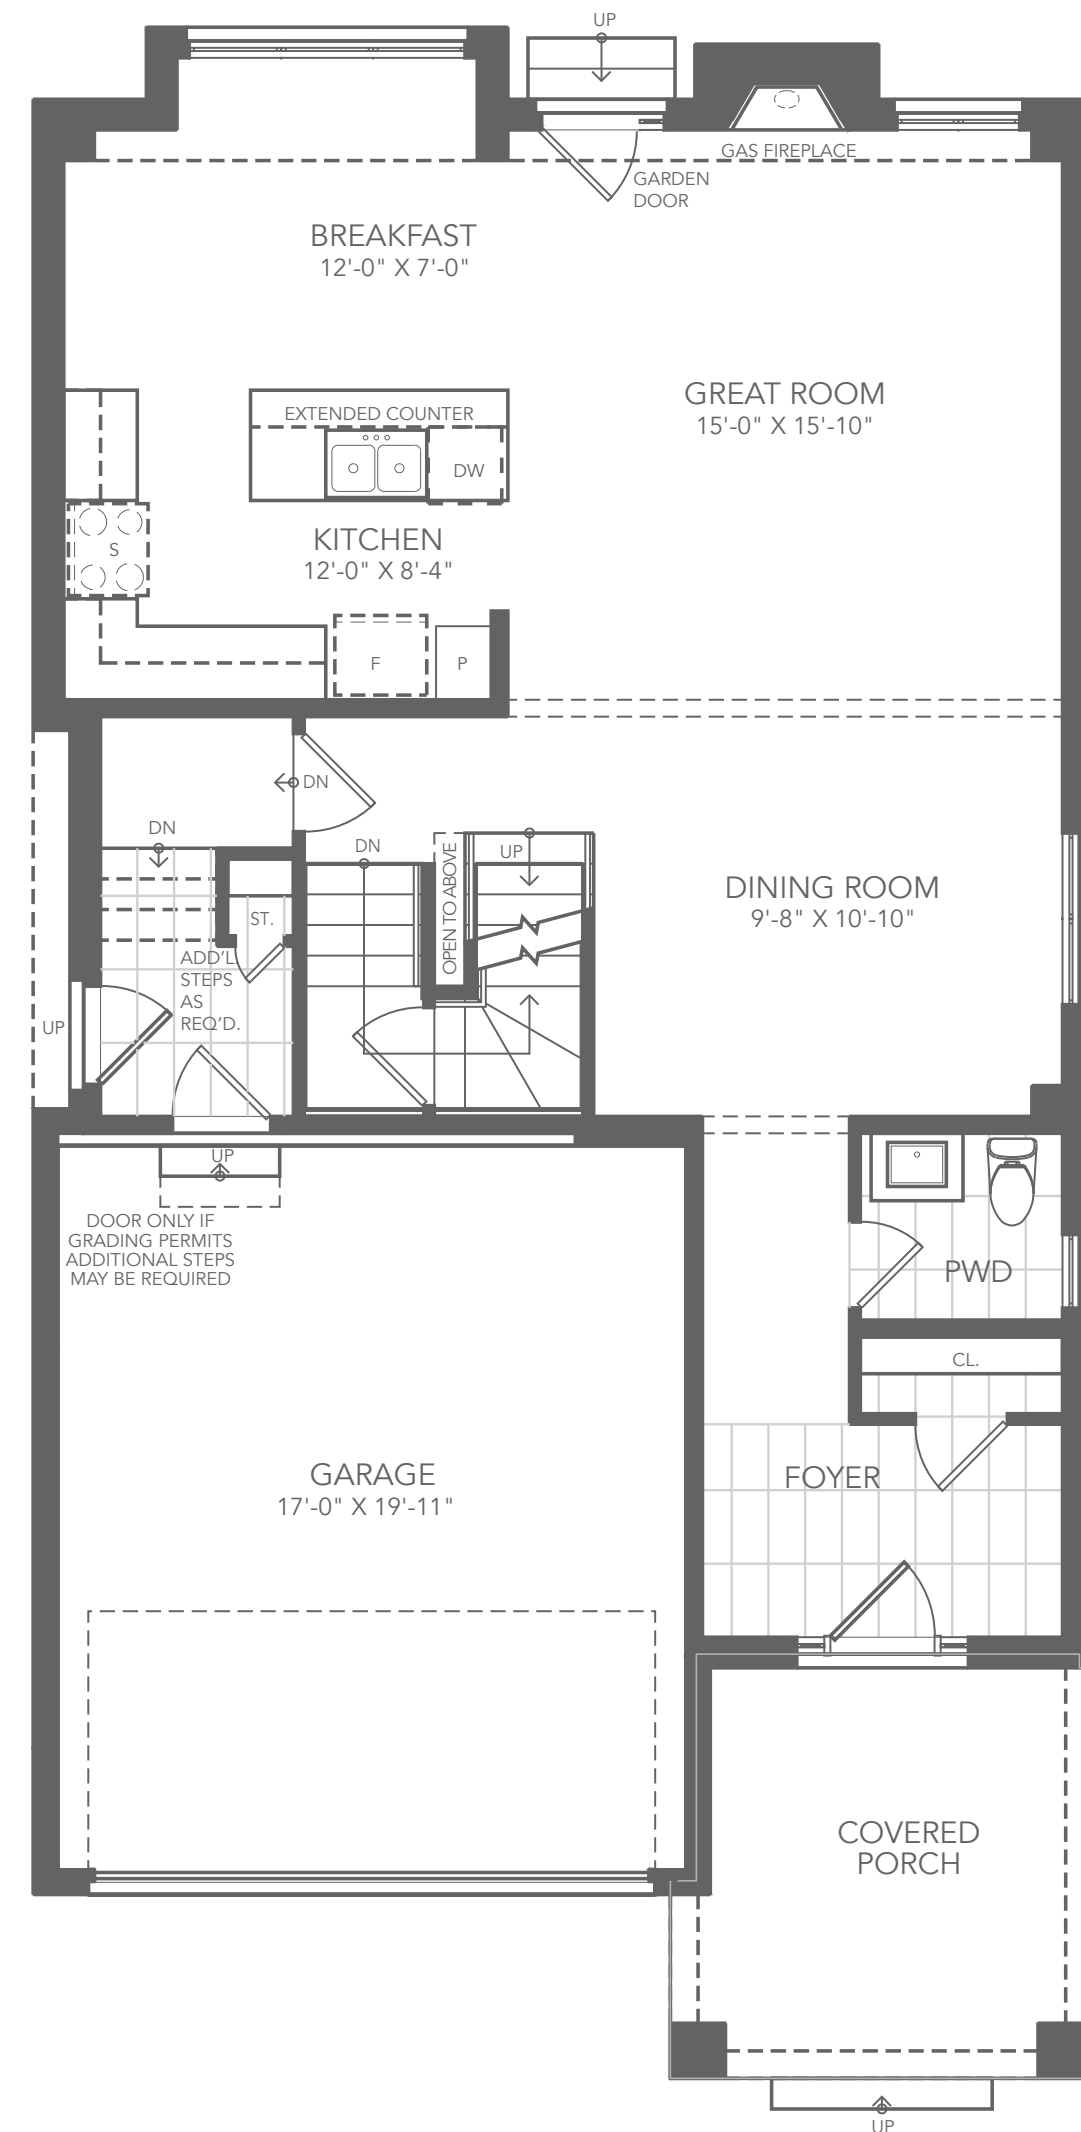 UP
GAS FIREPLACE
GARDEN
DOOR
BREAKFAST
12'-0" X 7'-0"
GREAT ROOM
15'-0" X 15'-10"
EXTENDED COUNTER
DW
KITCHEN
12'-0" X 8'-4"
S
F
P
DN
DN
DN
UP
OPEN TO ABOVE
DINING ROOM
9'-8" X 10'-10"
ST.
ADD'L
STEPS
AS
REQ'D.
UP
UP
DOOR ONLY IF
GRADING PERMITS
ADDITIONAL STEPS
MAY BE REQUIRED
PWD
CL.
FOYER
GARAGE
17'-0" X 19'-11"
COVERED
PORCH
UP